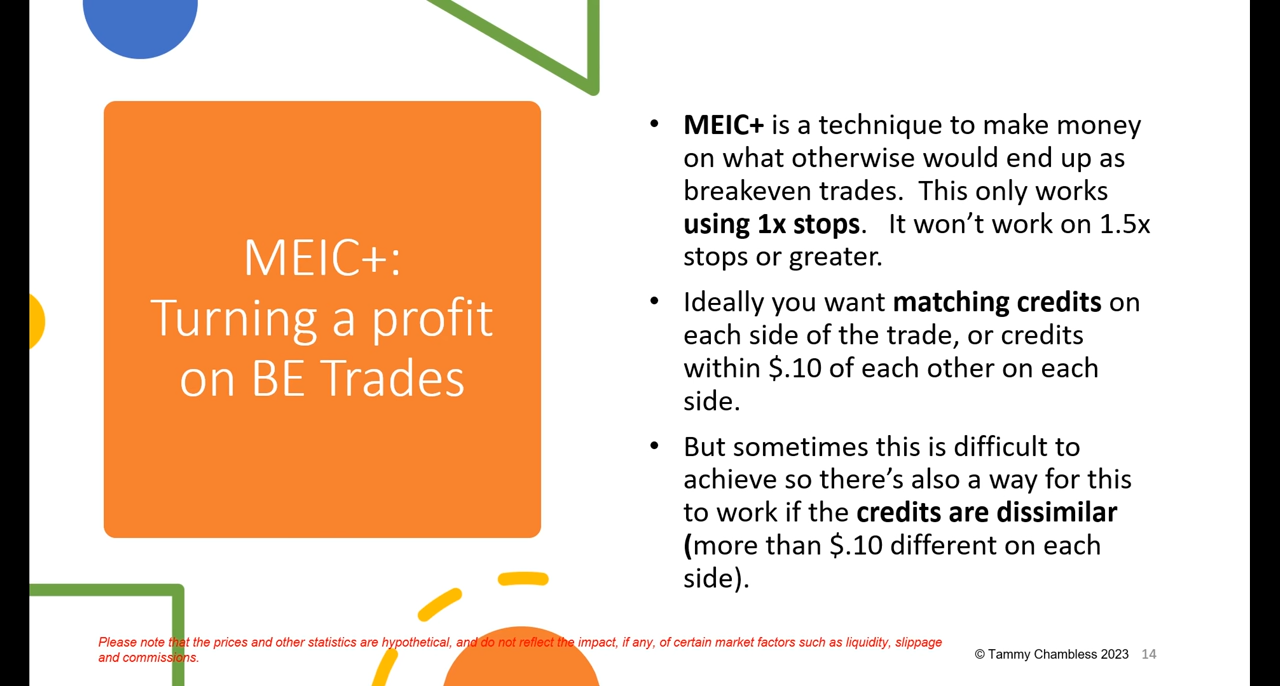 MEIC+:
Turning a profit
on BE Trades
• MEIC+ is a technique to make money
on what otherwise would end up as
breakeven trades.  This only works
using 1x stops.   It won’t work on 1.5x
stops or greater.
• Ideally you want matching credits on
each side of the trade, or credits
within $.10 of each other on each
side.
• But sometimes this is difficult to
achieve so there’s also a way for this
to work if the credits are dissimilar
(more than $.10 different on each
side).
Please note that the prices and other statistics are hypothetical, and do not reflect the impact, if any, of certain market factors such as liquidity, slippage
and commissions.
© Tammy Chambless 2023 14